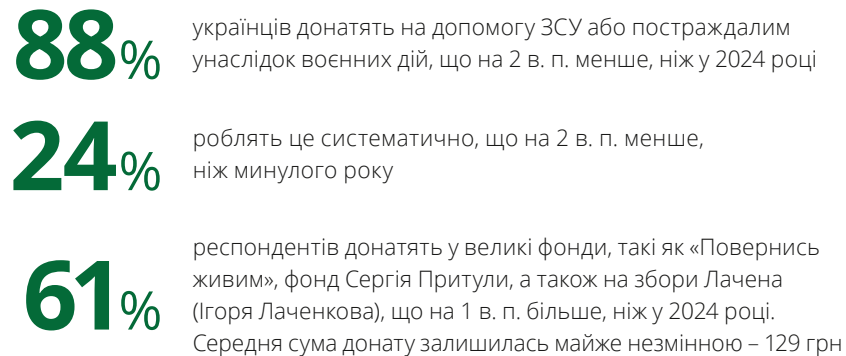 88%
українців донатять на допомогу ЗСУ або постраждалим
унаслідок воєнних дій, що на 2 в. п. менше, ніж у 2024 році
24%
роблять це систематично, що на 2 в. п. менше,
ніж минулого року
61%
респондентів донатять у великі фонди, такі як «Повернись
живим», фонд Сергія Притули, а також на збори Лачена
(Ігоря Лаченкова), що на 1 в. п. більше, ніж у 2024 році.
Середня сума донату залишилась майже незмінною – 129 грн